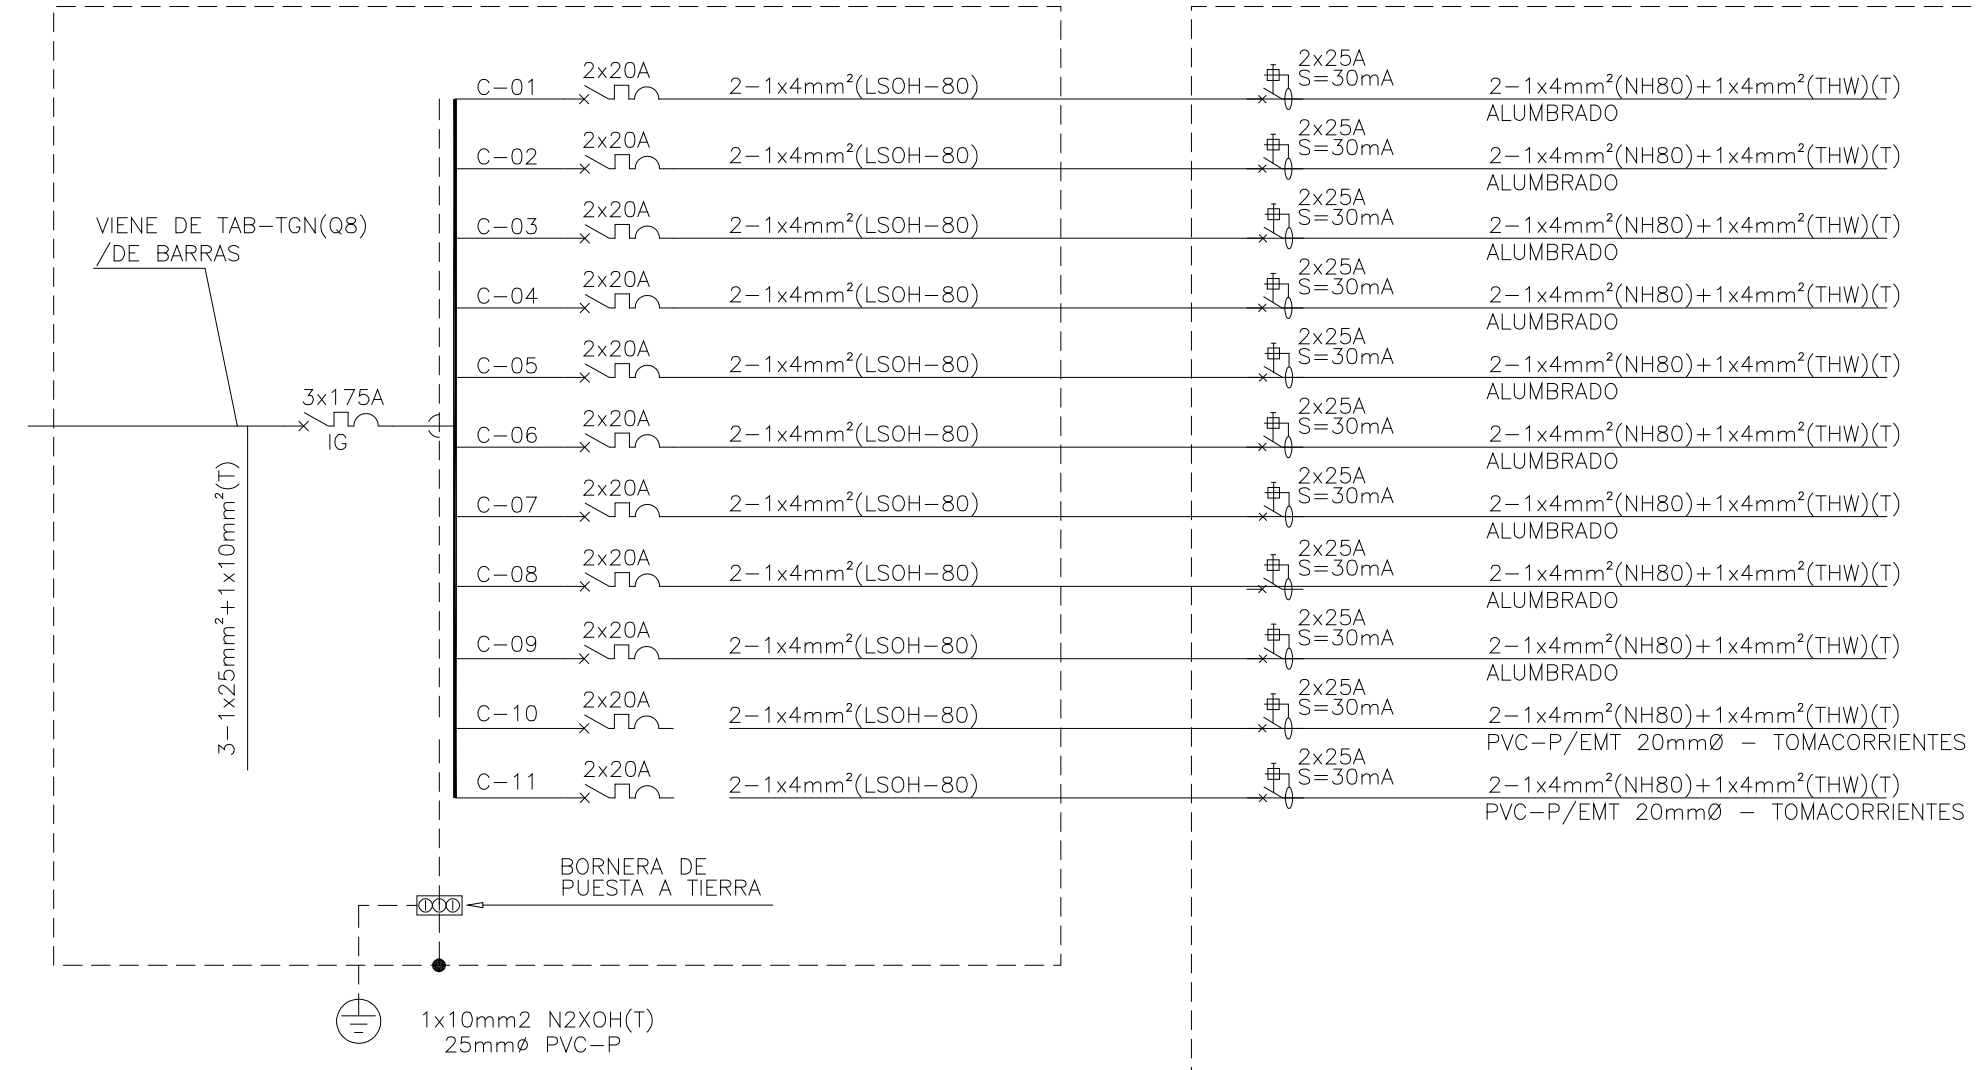 VIENE DE TAB-TGN(Q8)
/DE BARRAS
3x175A
IG
3-1x25mm²+1x10mm²(T)
C-01
2x20A
2-1x4mm²(LSOH-80)
2x25A
S=30mA
2-1x4mm²(NH80)+1x4mm²(THW)(T)
ALUMBRADO
C-02
2x20A
2-1x4mm²(LSOH-80)
2x25A
S=30mA
2-1x4mm²(NH80)+1x4mm²(THW)(T)
ALUMBRADO
C-03
2x20A
2-1x4mm²(LSOH-80)
2x25A
S=30mA
2-1x4mm²(NH80)+1x4mm²(THW)(T)
ALUMBRADO
C-04
2x20A
2-1x4mm²(LSOH-80)
2x25A
S=30mA
2-1x4mm²(NH80)+1x4mm²(THW)(T)
ALUMBRADO
C-05
2x20A
2-1x4mm²(LSOH-80)
2x25A
S=30mA
2-1x4mm²(NH80)+1x4mm²(THW)(T)
ALUMBRADO
C-06
2x20A
2-1x4mm²(LSOH-80)
2x25A
S=30mA
2-1x4mm²(NH80)+1x4mm²(THW)(T)
ALUMBRADO
C-07
2x20A
2-1x4mm²(LSOH-80)
2x25A
S=30mA
2-1x4mm²(NH80)+1x4mm²(THW)(T)
ALUMBRADO
C-08
2x20A
2-1x4mm²(LSOH-80)
2x25A
S=30mA
2-1x4mm²(NH80)+1x4mm²(THW)(T)
ALUMBRADO
C-09
2x20A
2-1x4mm²(LSOH-80)
2x25A
S=30mA
2-1x4mm²(NH80)+1x4mm²(THW)(T)
ALUMBRADO
C-10
2x20A
2-1x4mm²(LSOH-80)
2x25A
S=30mA
2-1x4mm²(NH80)+1x4mm²(THW)(T)
PVC-P/EMT 20mmØ - TOMACORRIENTES
C-11
2x20A
2-1x4mm²(LSOH-80)
2x25A
S=30mA
2-1x4mm²(NH80)+1x4mm²(THW)(T)
PVC-P/EMT 20mmØ - TOMACORRIENTES
BORNERA DE
PUESTA A TIERRA
1x10mm2 N2XOH(T)
25mmø PVC-P